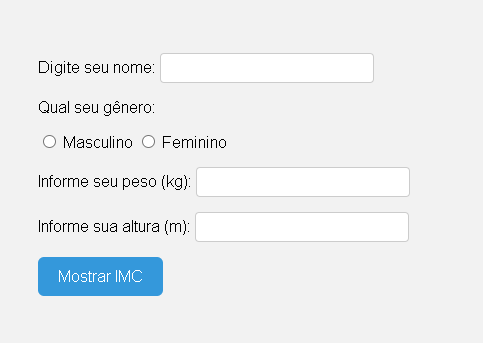 Digite seu nome:
Qual seu gênero:
Masculino Feminino
Informe seu peso (kg):
Informe sua altura (m):
Mostrar IMC